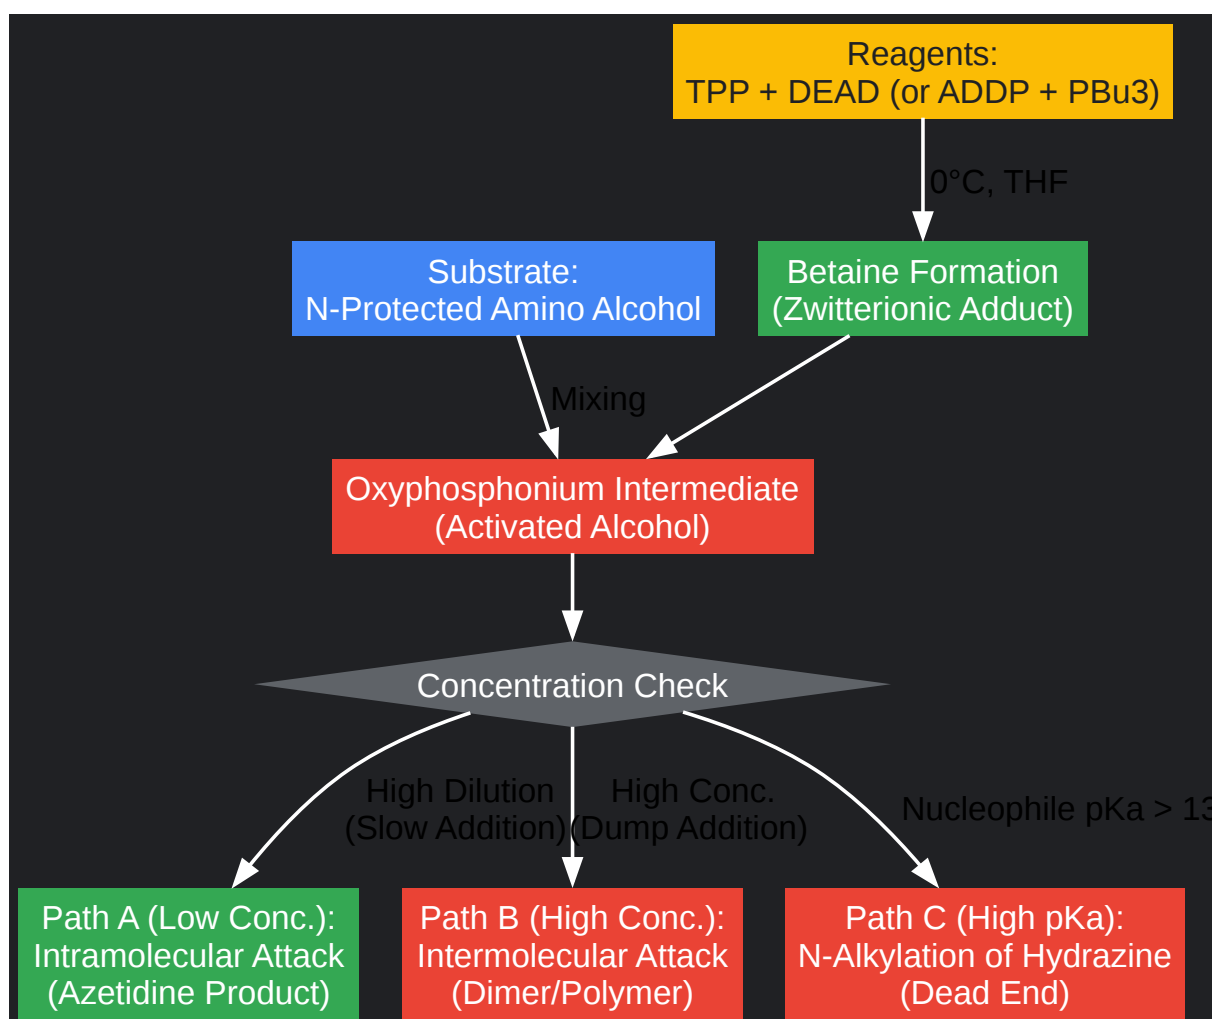 Reagents:
TPP + DEAD (or ADDP + PBu3)
0°C, THF
Substrate:
N-Protected Amino Alcohol
Betaine Formation
(Zwitterionic Adduct)
Mixing
Oxyphosphonium Intermediate
(Activated Alcohol)
Concentration Check
High Dilution
(Slow Addition)
High Conc.
(Dump Addition)
Nucleophile pKa > 13
Path A (Low Conc.):
Intramolecular Attack
(Azetidine Product)
Path B (High Conc.):
Intermolecular Attack
(Dimer/Polymer)
Path C (High pKa):
N-Alkylation of Hydrazine
(Dead End)